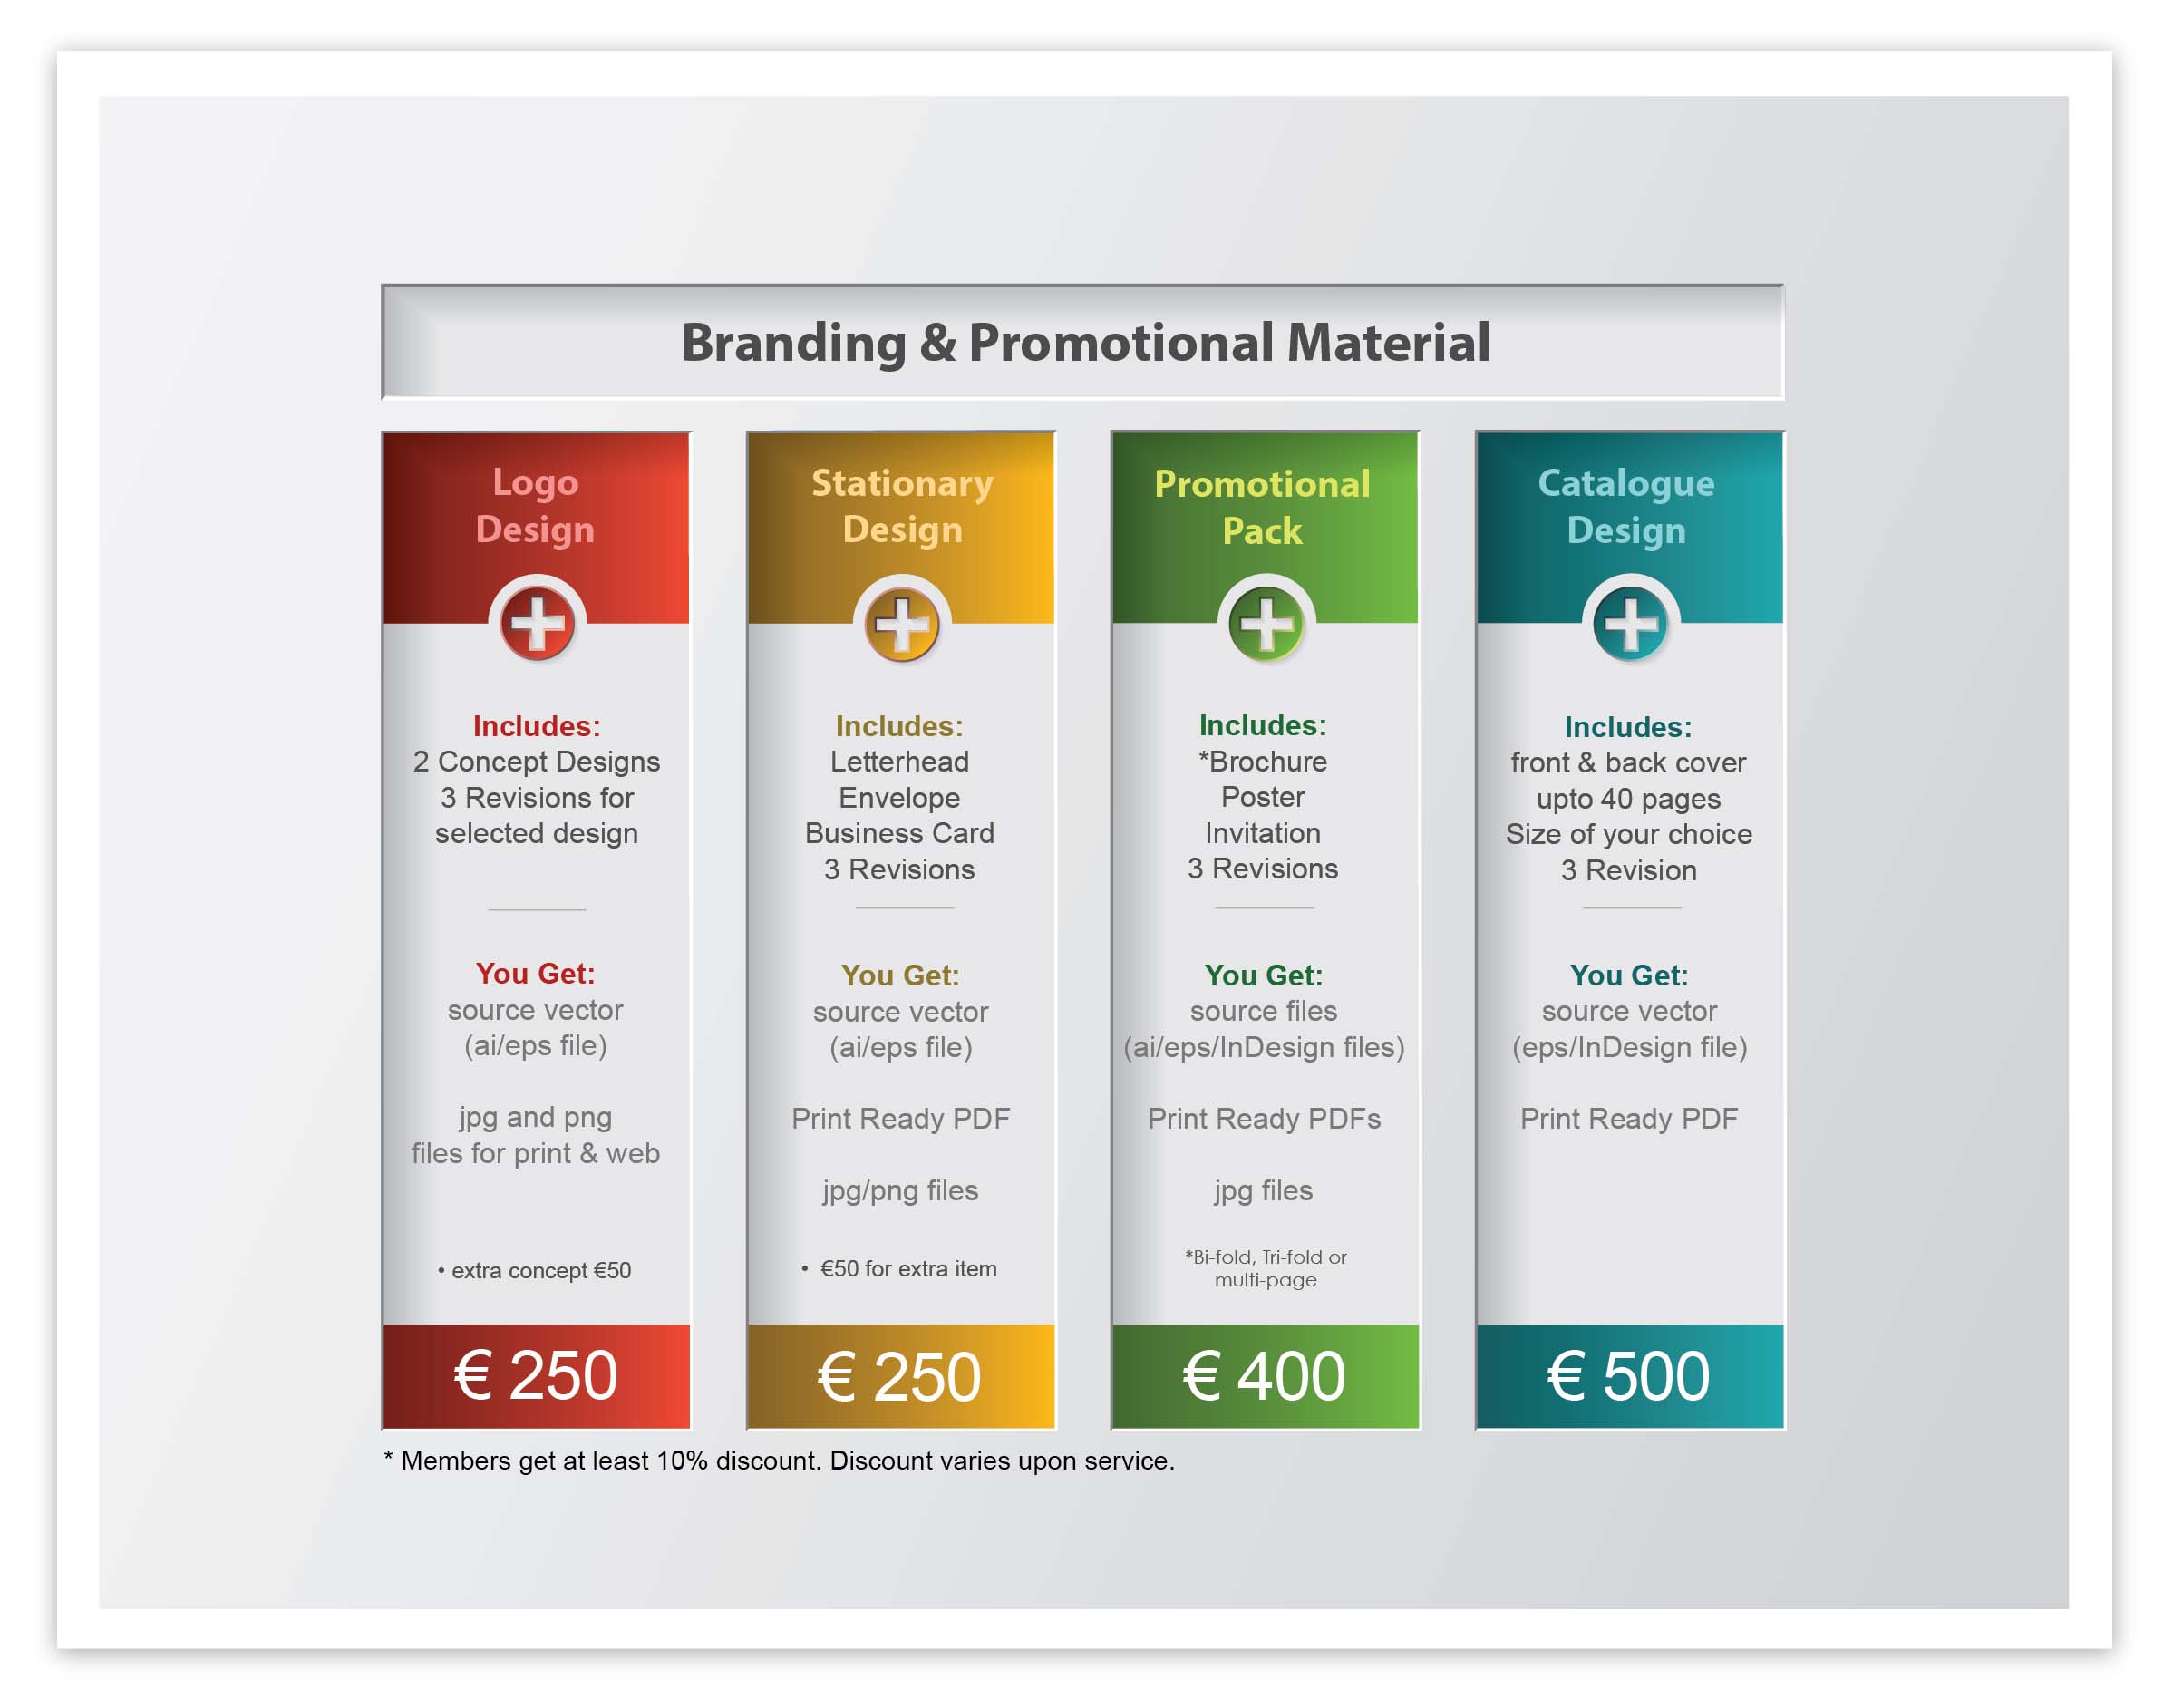 Branding & Promotional Material
Logo
Design
Includes:
2 Concept Designs
3 Revisions for
selected design
You Get:
source vector
(ai/eps file)
jpg and png
files for print & web
• extra concept €50
€ 250
Stationary
Design
Includes:
Letterhead
Envelope
Business Card
3 Revisions
You Get:
source vector
(ai/eps file)
Print Ready PDF
jpg/png files
• €50 for extra item
€ 250
Promotional
Pack
Includes:
*Brochure
Poster
Invitation
3 Revisions
You Get:
source files
(ai/eps/InDesign files)
Print Ready PDFs
jpg files
*Bi-fold, Tri-fold or
multi-page
€ 400
Catalogue
Design
Includes:
front & back cover
upto 40 pages
Size of your choice
3 Revision
You Get:
source vector
(eps/InDesign file)
Print Ready PDF
€ 500
* Members get at least 10% discount. Discount varies upon service.